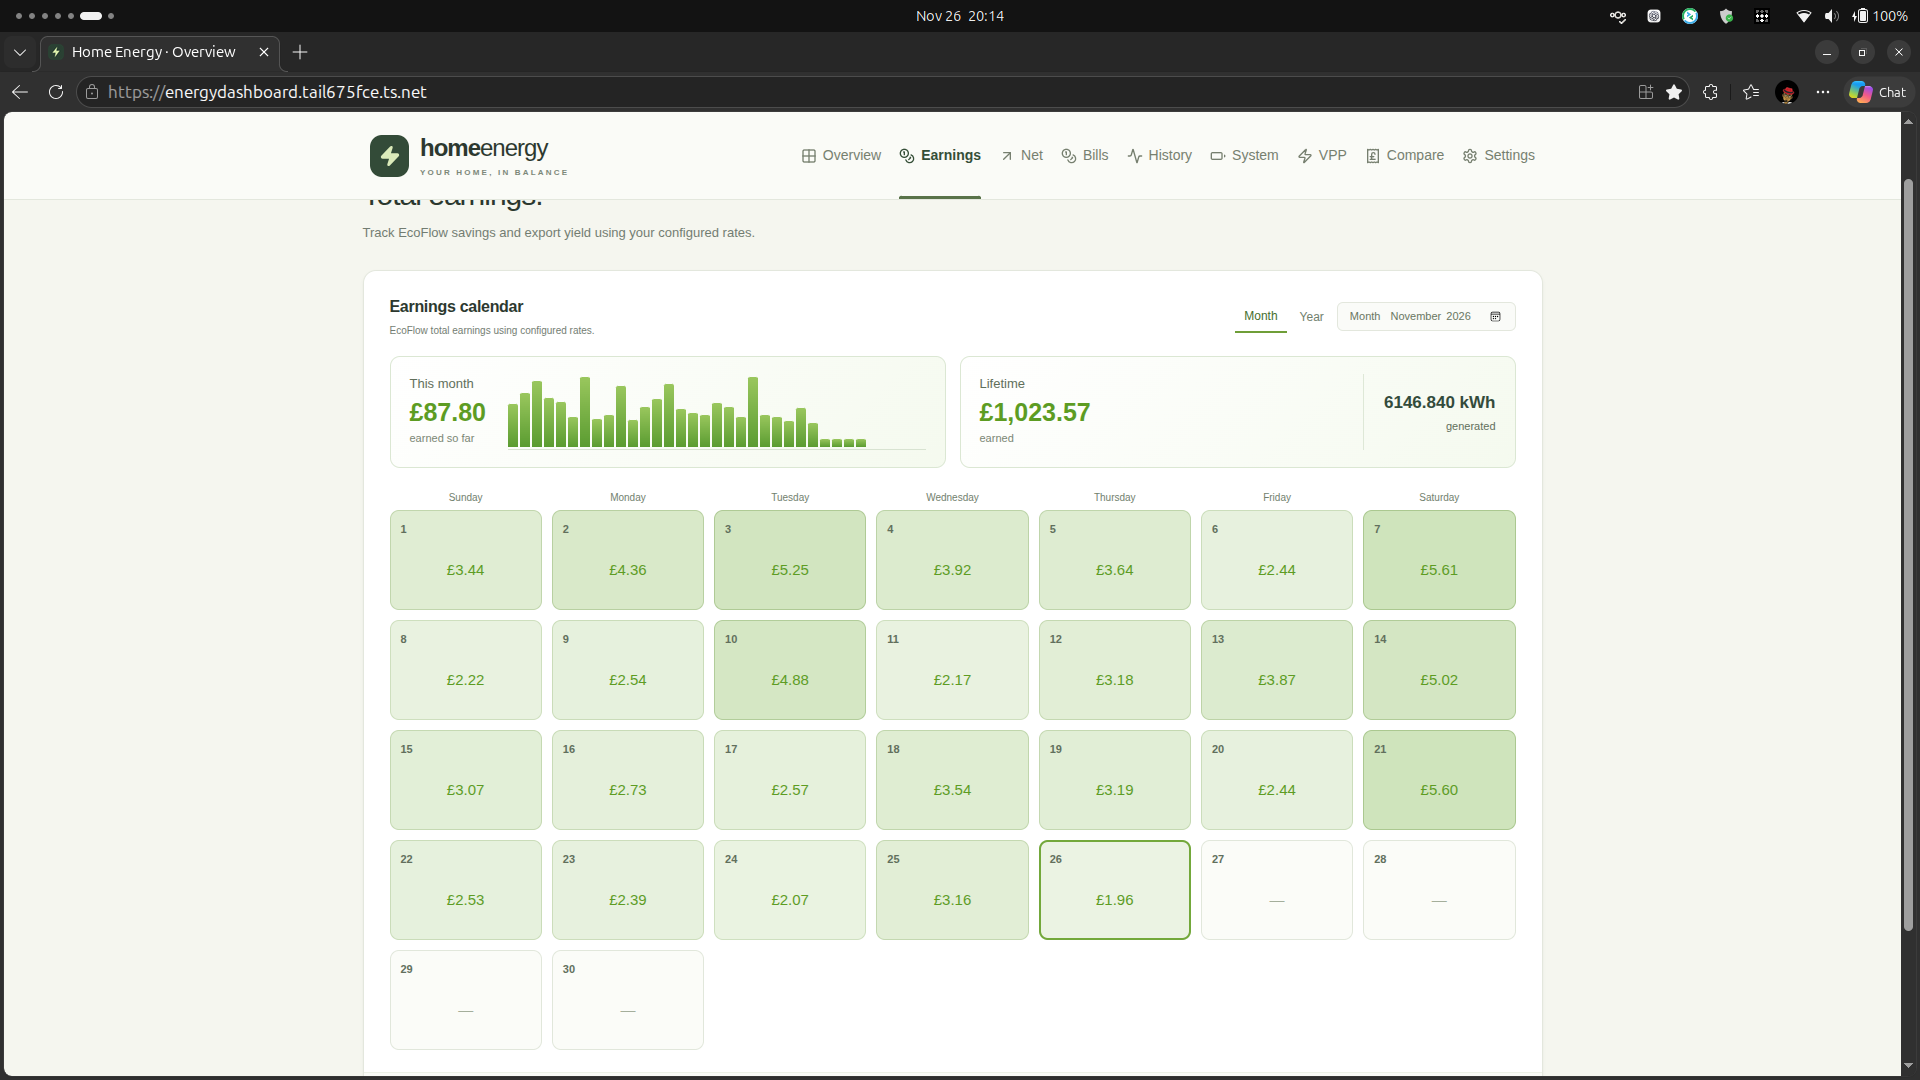 Nov 26 20:14
100%
Home Energy · Overview
https://energydashboard.tail675fce.ts.net
Chat
homeenergy
YOUR HOME, IN BALANCE
Overview
Earnings
Net
Bills
History
System
VPP
Compare
Settings
Total earnings.
Track EcoFlow savings and export yield using your configured rates.
Earnings calendar
EcoFlow total earnings using configured rates.
Month
Year
Month November 2026
This month
£87.80
earned so far
Lifetime
£1,023.57
earned
6146.840 kWh
generated
Sunday Monday Tuesday Wednesday Thursday Friday Saturday
1 2 3 4 5 6 7
£3.44 £4.36 £5.25 £3.92 £3.64 £2.44 £5.61
8 9 10 11 12 13 14
£2.22 £2.54 £4.88 £2.17 £3.18 £3.87 £5.02
15 16 17 18 19 20 21
£3.07 £2.73 £2.57 £3.54 £3.19 £2.44 £5.60
22 23 24 25 26 27 28
£2.53 £2.39 £2.07 £3.16 £1.96 — —
29 30
— —